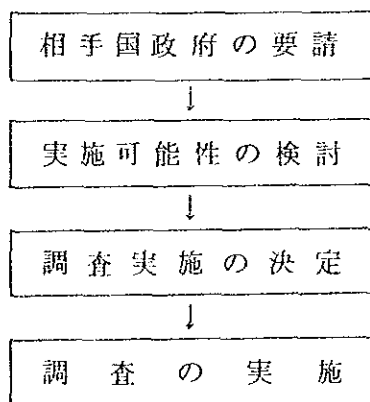 相手国政府の要請
↓
実施可能性の検討
↓
調査実施の決定
↓
調査の実施